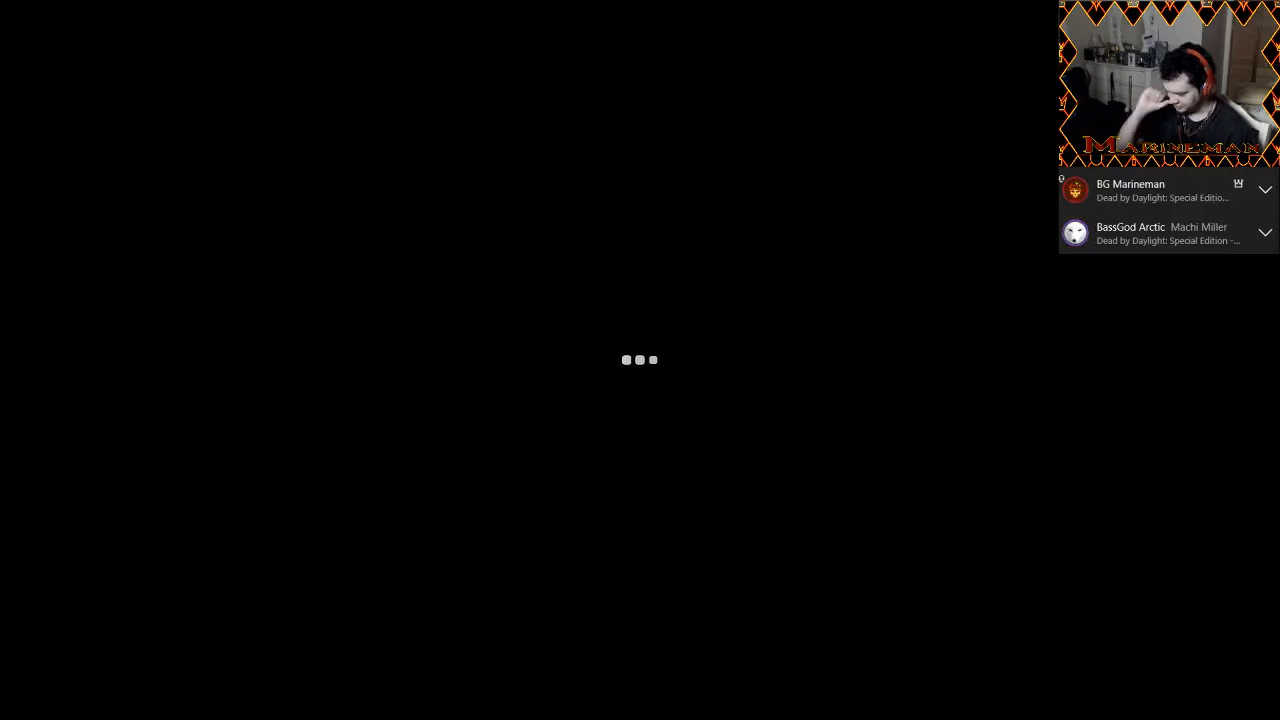 MARINEMAN
BG Marineman
Dead by Daylight: Special Editio...
BassGod Arctic Machi Miller
Dead by Daylight: Special Edition -...